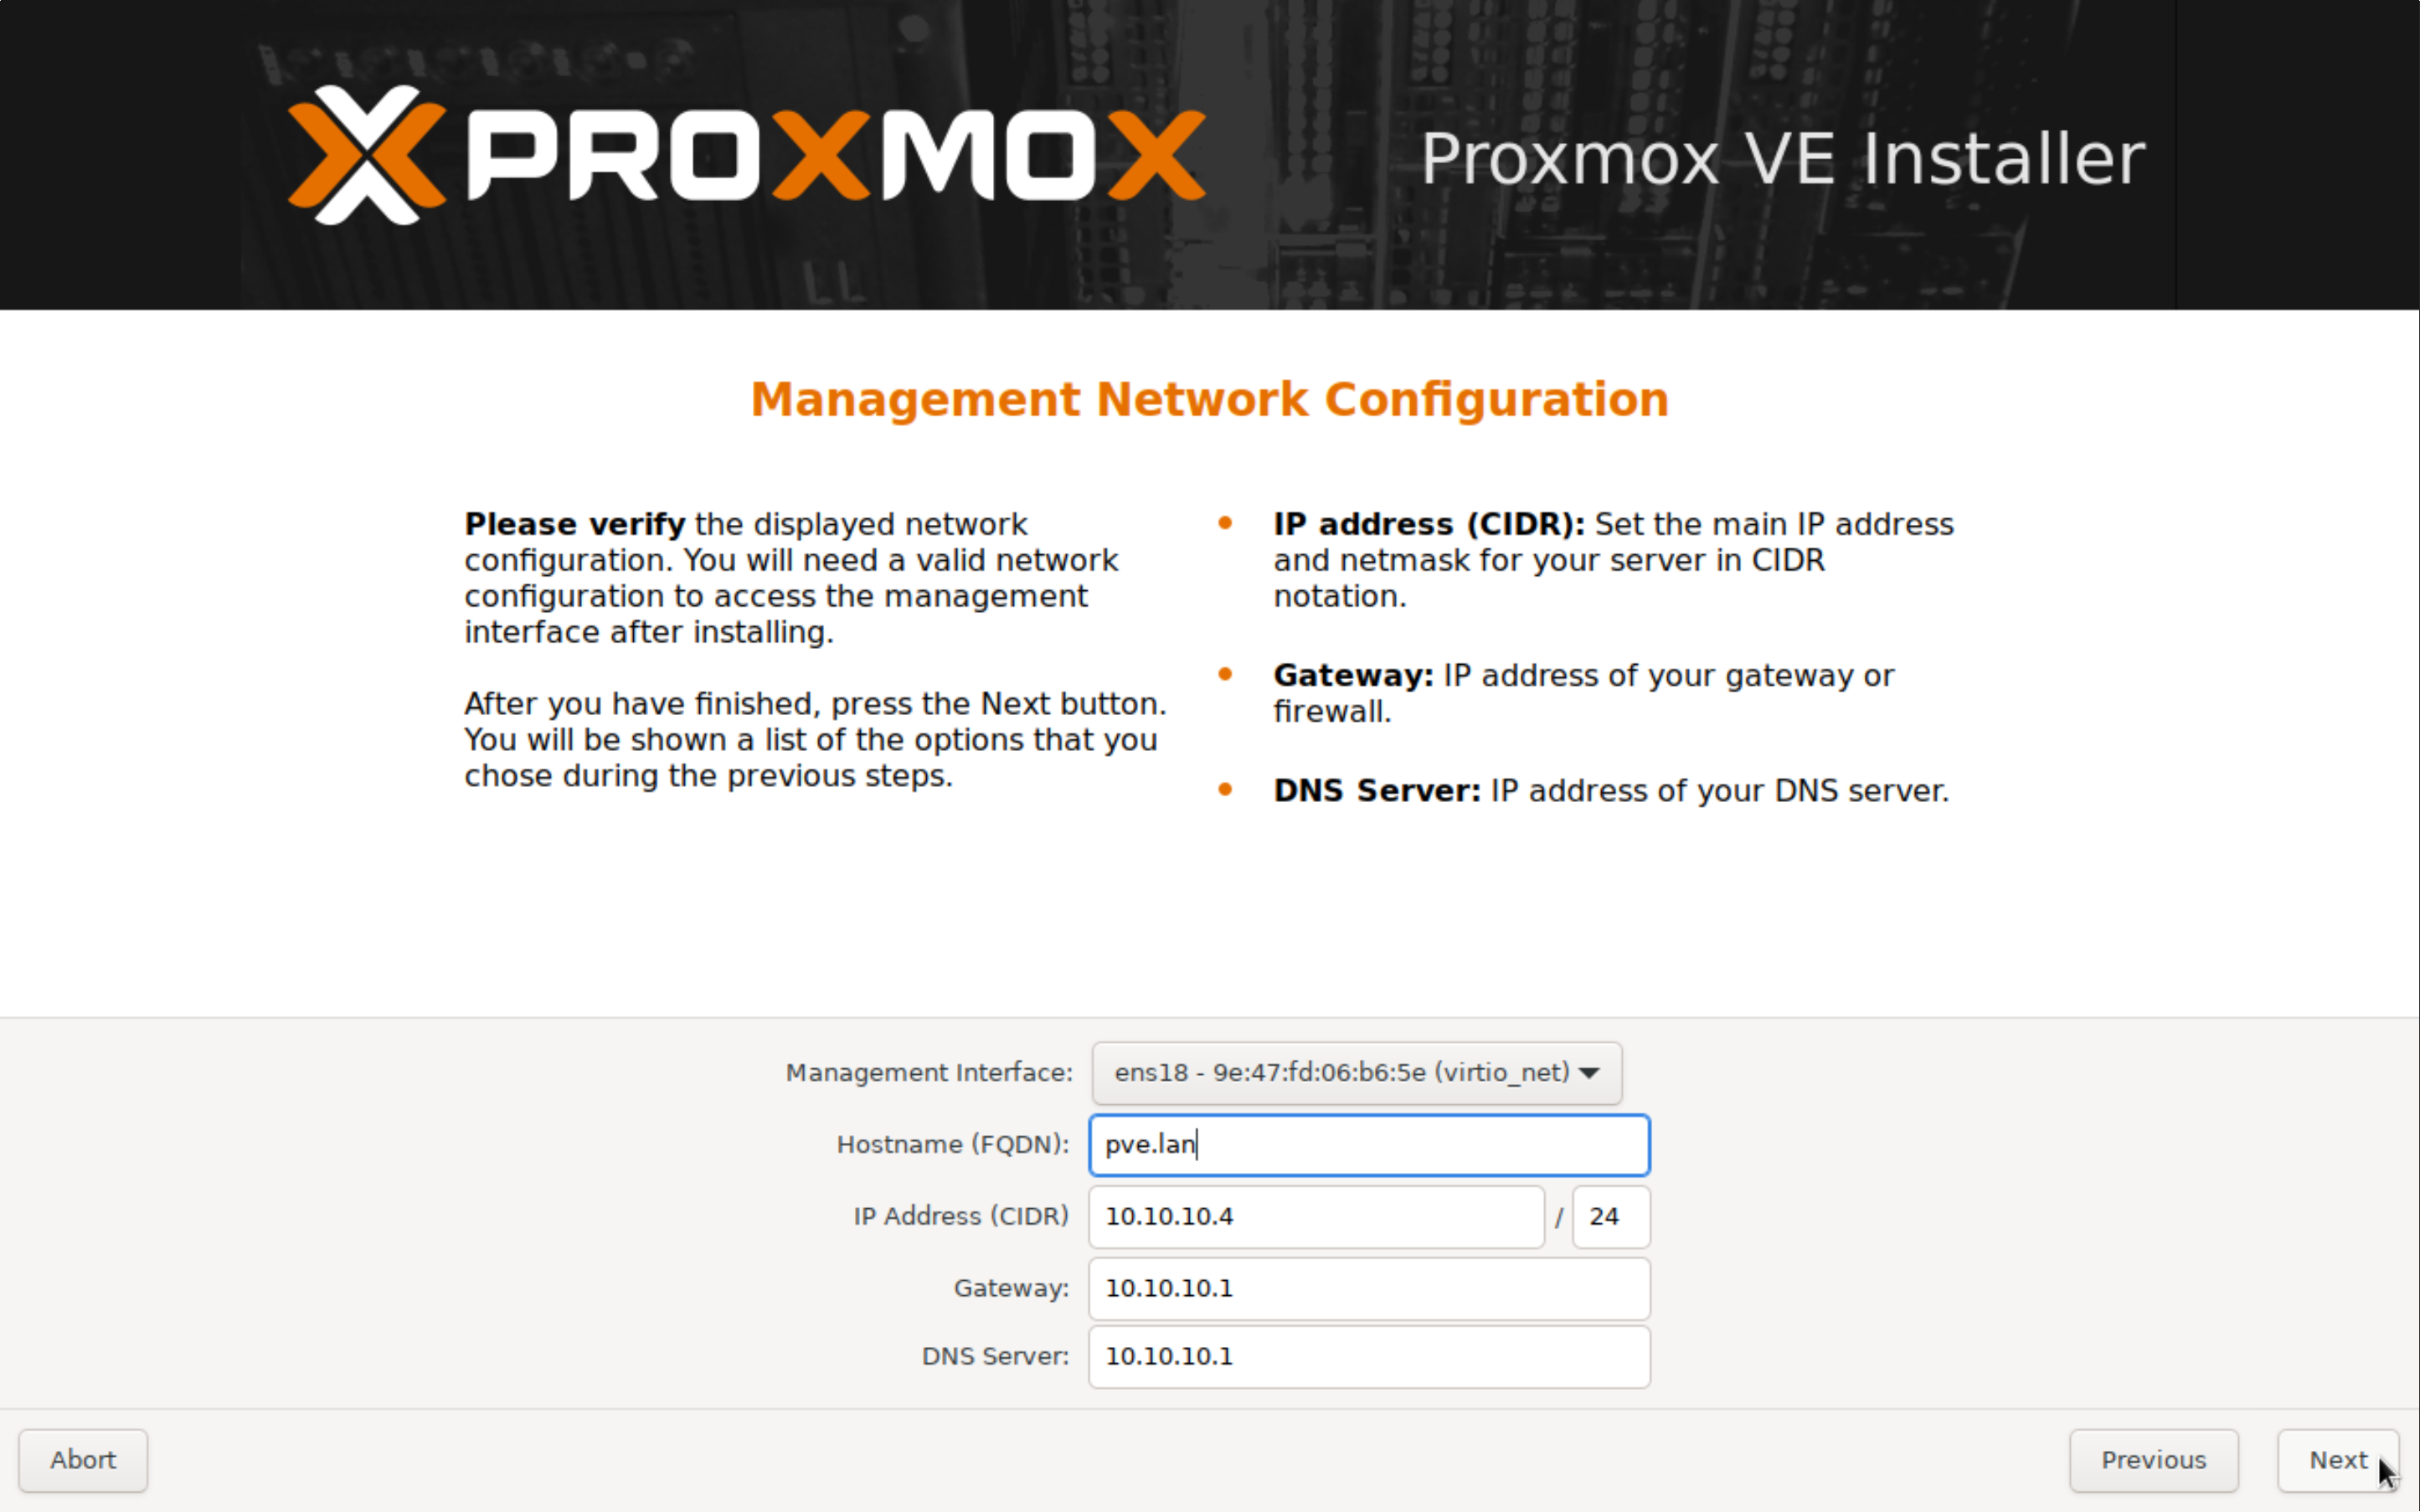 PROXMOX
Proxmox VE Installer
Management Network Configuration
Please verify the displayed network
configuration. You will need a valid network
configuration to access the management
interface after installing.
After you have finished, press the Next button.
You will be shown a list of the options that you
chose during the previous steps.
IP address (CIDR): Set the main IP address
and netmask for your server in CIDR
notation.
Gateway: IP address of your gateway or
firewall.
DNS Server: IP address of your DNS server.
Management Interface: ens18 - 9e:47:fd:06:b6:5e (virtio_net)
Hostname (FQDN): pve.lan
IP Address (CIDR) 10.10.10.4 / 24
Gateway: 10.10.10.1
DNS Server: 10.10.10.1
Abort Previous Next